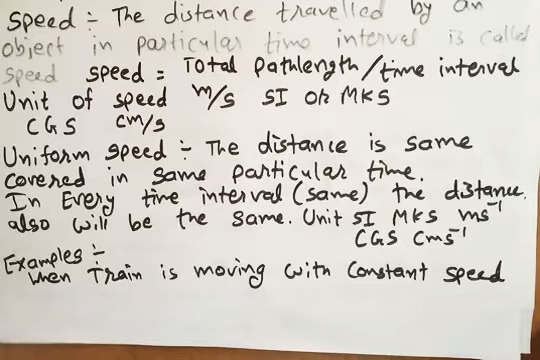 Speed :- The distance travelled by an
object in particular time interval is called
speed speed = Total Pathlength/time interval
Unit of speed m/s SI OR MKS
CGS cm/s
Uniform speed :- The distance is same
covered in same particular time.
In Every time interval (same) the distance.
also will be the same. Unit SI MKS ms⁻¹
CGS Cms⁻¹
Examples :-
When Train is moving with Constant speed